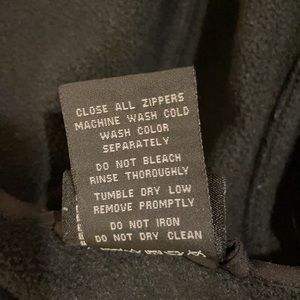 CLOSE ALL ZIPPERS
MACHINE WASH COLD
WASH COLOR
SEPARATELY
DO NOT BLEACH
RINSE THOROUGHLY
TUMBLE DRY LOW
REMOVE PROMPTLY
DO NOT IRON
DO NOT DRY CLEAN